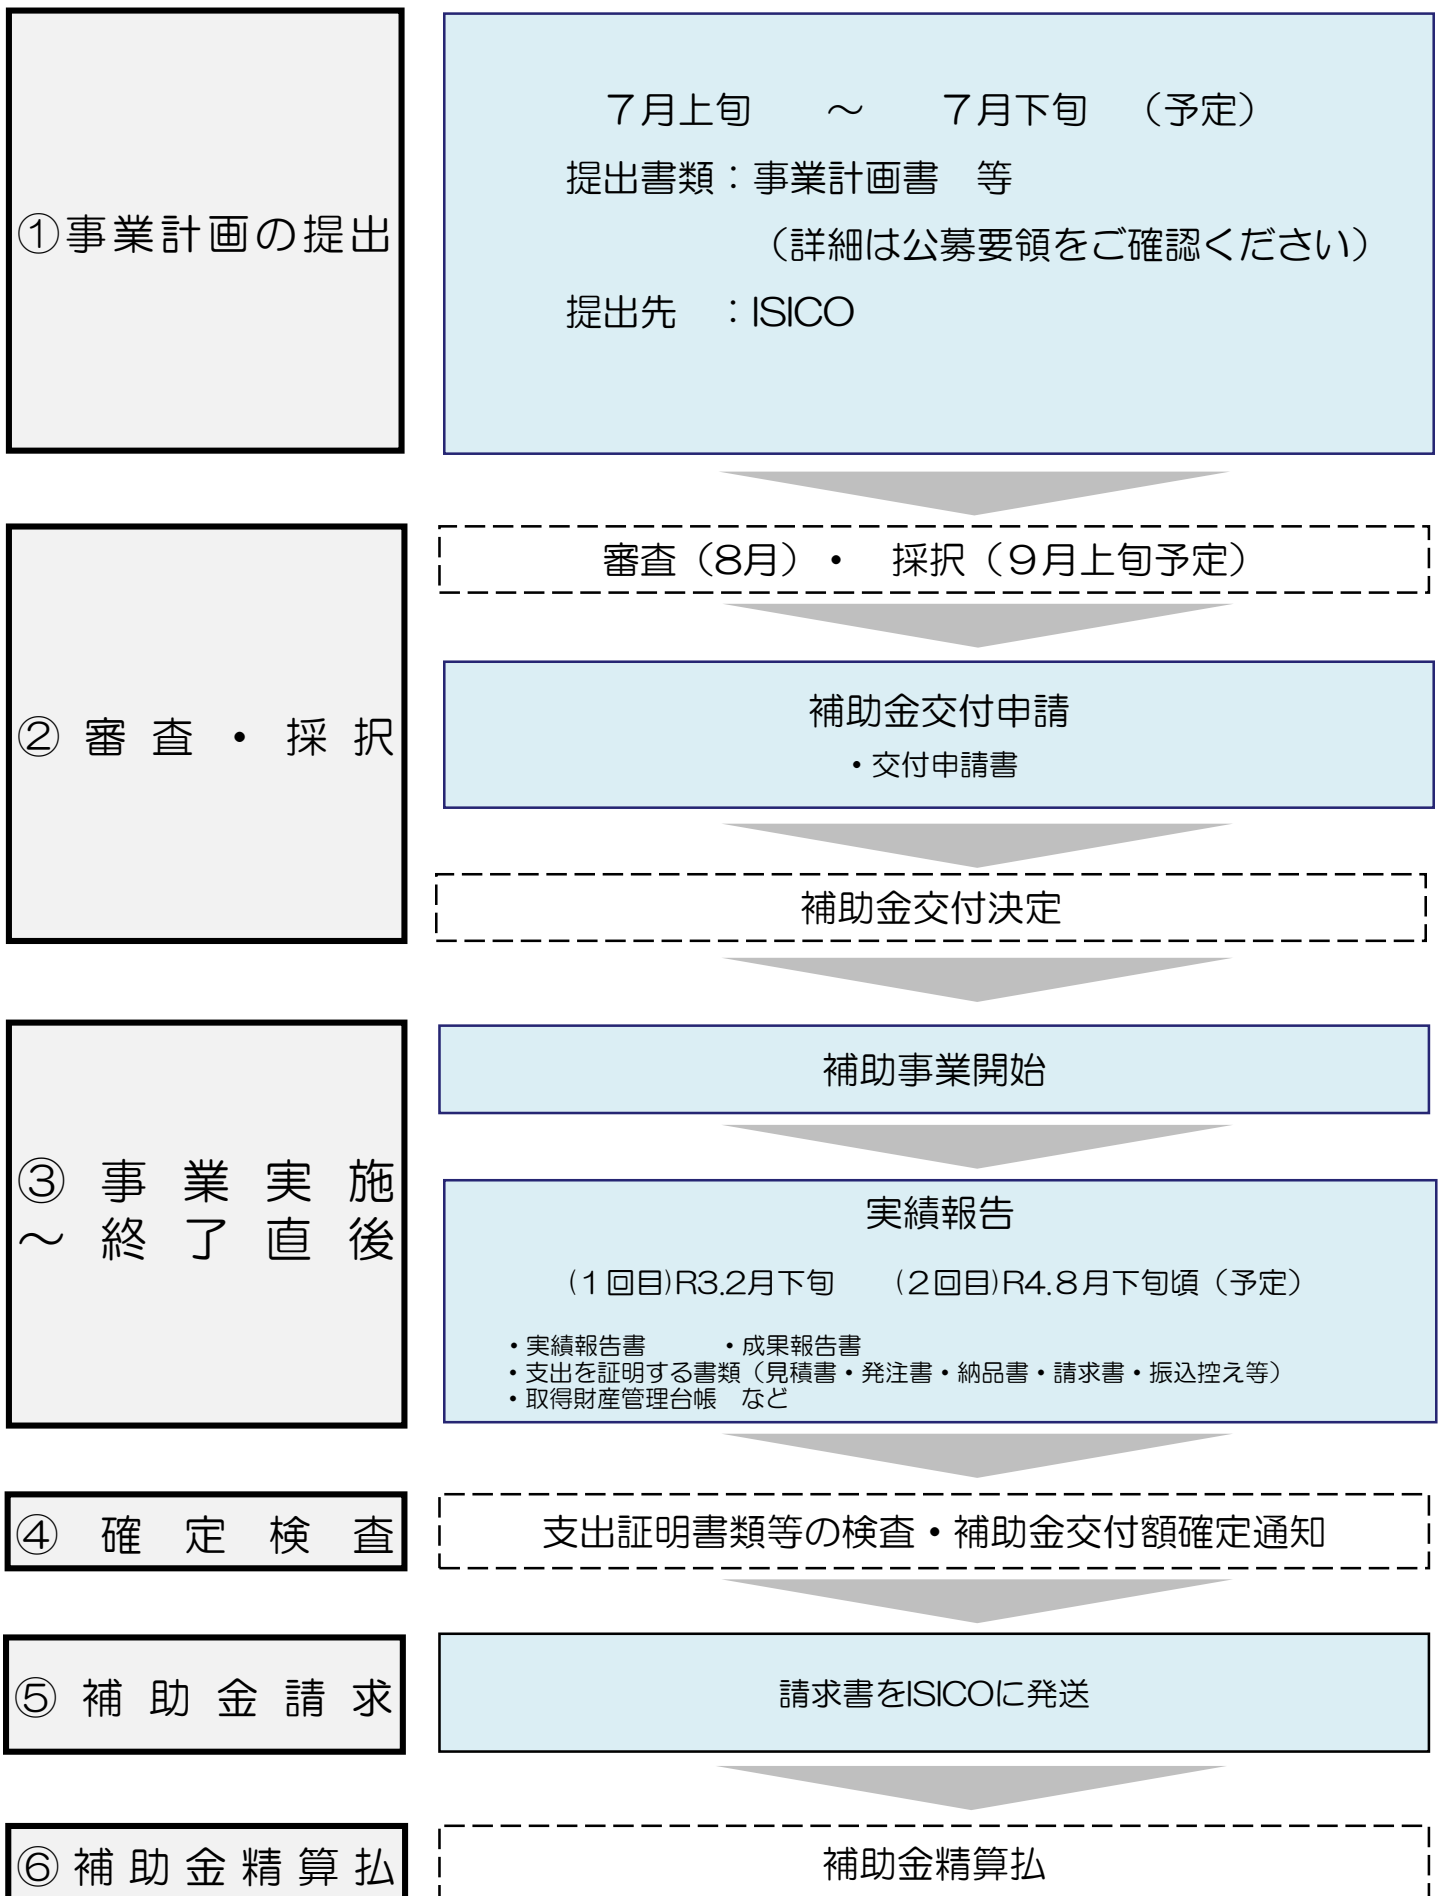 ①事業計画の提出
７月上旬　　～　　７月下旬　（予定）
提出書類：事業計画書　等
（詳細は公募要領をご確認ください）
提出先　：ISICO
②審査・採択
審査（8月）・　採択（９月上旬予定）
補助金交付申請
・交付申請書
補助金交付決定
③事業実施
～終了直後
補助事業開始
実績報告
(１回目)R3.2月下旬　　(２回目)R4.８月下旬頃（予定）
・実績報告書　　　・成果報告書
・支出を証明する書類（見積書・発注書・納品書・請求書・振込控え等）
・取得財産管理台帳　など
④確定検査
支出証明書類等の検査・補助金交付額確定通知
⑤補助金請求
請求書をISICOに発送
⑥補助金精算払
補助金精算払